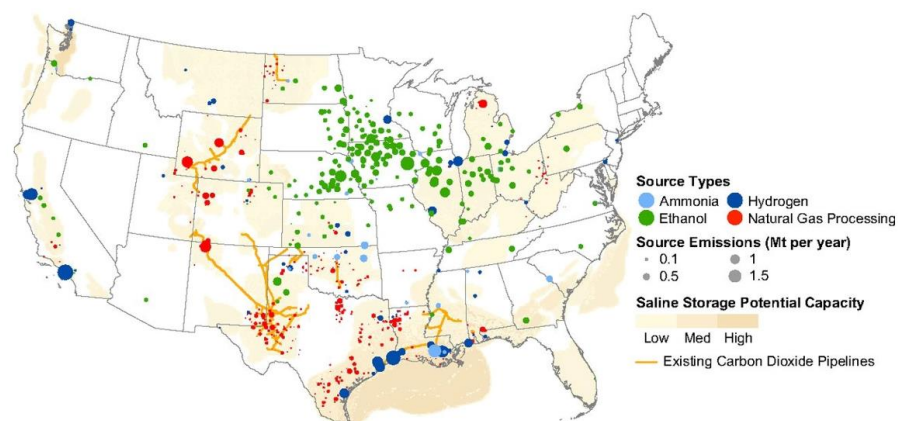 Source Types
Ammonia Hydrogen
Ethanol Natural Gas Processing
Source Emissions (Mt per year)
0.1 1
0.5 1.5
Saline Storage Potential Capacity
Low Med High
Existing Carbon Dioxide Pipelines